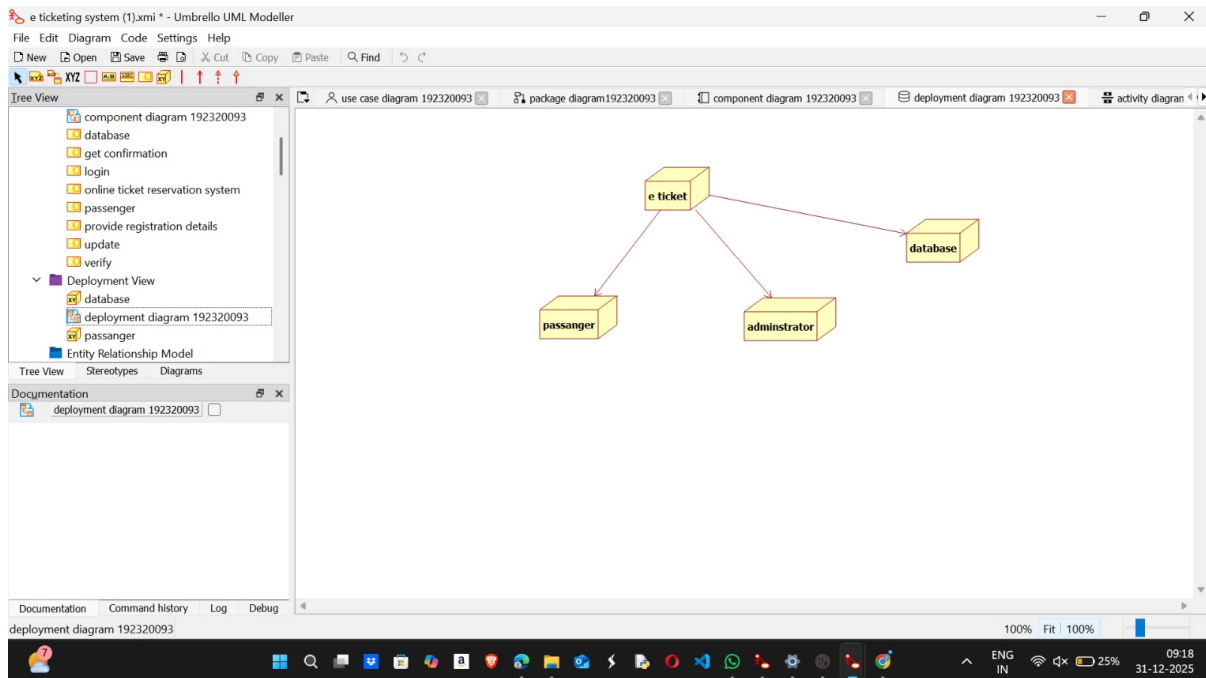 e ticketing system (1).xmi * - Umbrello UML Modeller
File Edit Diagram Code Settings Help
New Open Save Cut Copy Paste Find
XYZ A:B
Tree View
use case diagram 192320093
package diagram192320093
component diagram 192320093
deployment diagram 192320093
activity diagran
component diagram 192320093
database
get confirmation
login
online ticket reservation system
passenger
provide registration details
update
verify
Deployment View
database
deployment diagram 192320093
passanger
Entity Relationship Model
Tree View Stereotypes Diagrams
Documentation
deployment diagram 192320093
e ticket
database
passanger
adminstrator
Documentation Command history Log Debug
deployment diagram 192320093
100% Fit 100%
7
a
ENG
IN
25%
09:18
31-12-2025